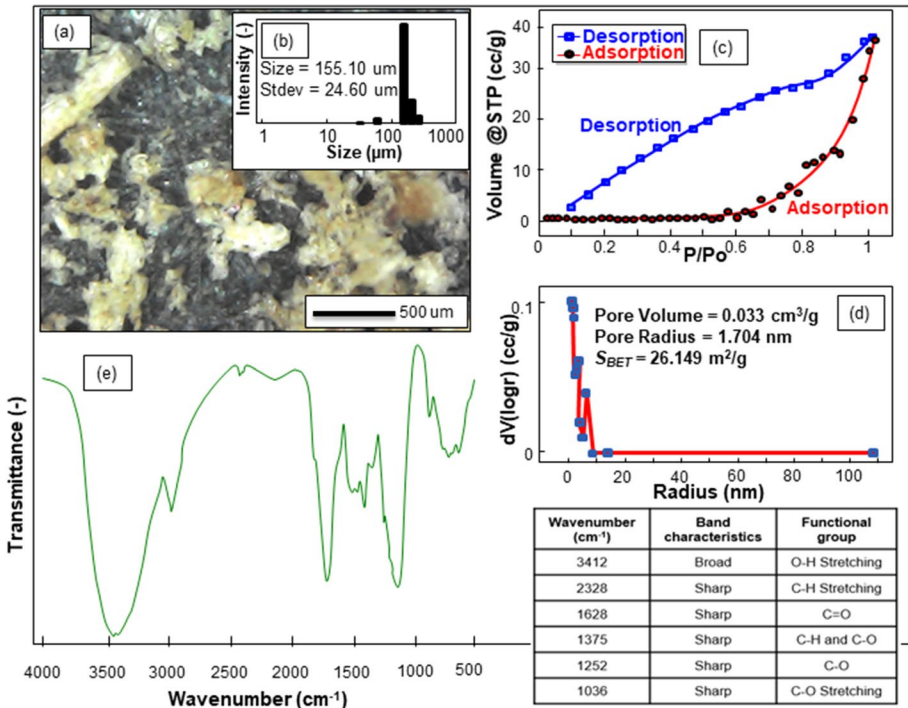 (a)
(b)
Size = 155.10 um
Stdev = 24.60 um
Intensity (-)
1 10 100 1000
Size (µm)
500 um
(c)
Desorption
Adsorption
Desorption
Adsorption
Volume @STP (cc/g)
40
30
20
10
0
0 0.2 0.4 0.6 0.8 1
P/Po
(d)
Pore Volume = 0.033 cm³/g
Pore Radius = 1.704 nm
S_BET = 26.149 m²/g
dV(logr) (cc/g)
0.1
0
0 20 40 60 80 100
Radius (nm)
(e)
Transmittance (-)
4000 3500 3000 2500 2000 1500 1000 500
Wavenumber (cm⁻¹)
Wavenumber (cm⁻¹) Band characteristics Functional group
3412 Broad O-H Stretching
2328 Sharp C-H Stretching
1628 Sharp C=O
1375 Sharp C-H and C-O
1252 Sharp C-O
1036 Sharp C-O Stretching